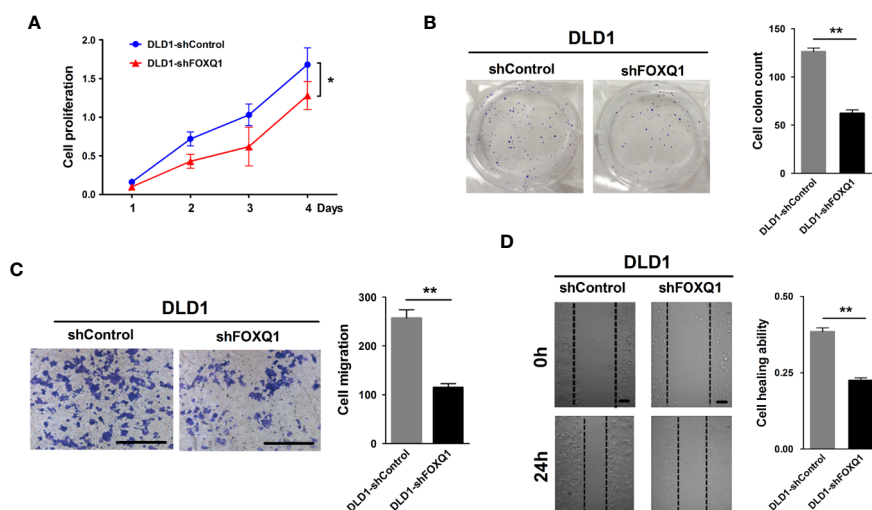 A
DLD1-shControl
DLD1-shFOXQ1
Cell proliferation
2.0
1.5
1.0
0.5
0.0
*
1 2 3 4 Days
B
DLD1
shControl shFOXQ1
Cell colon count
150
100
50
0
**
DLD1-shControl
DLD1-shFOXQ1
C
DLD1
shControl shFOXQ1
Cell migration
300
200
100
0
**
DLD1-shControl
DLD1-shFOXQ1
D
DLD1
shControl shFOXQ1
0h
24h
Cell healing ability
0.50
0.25
0.00
**
DLD1-shControl
DLD1-shFOXQ1